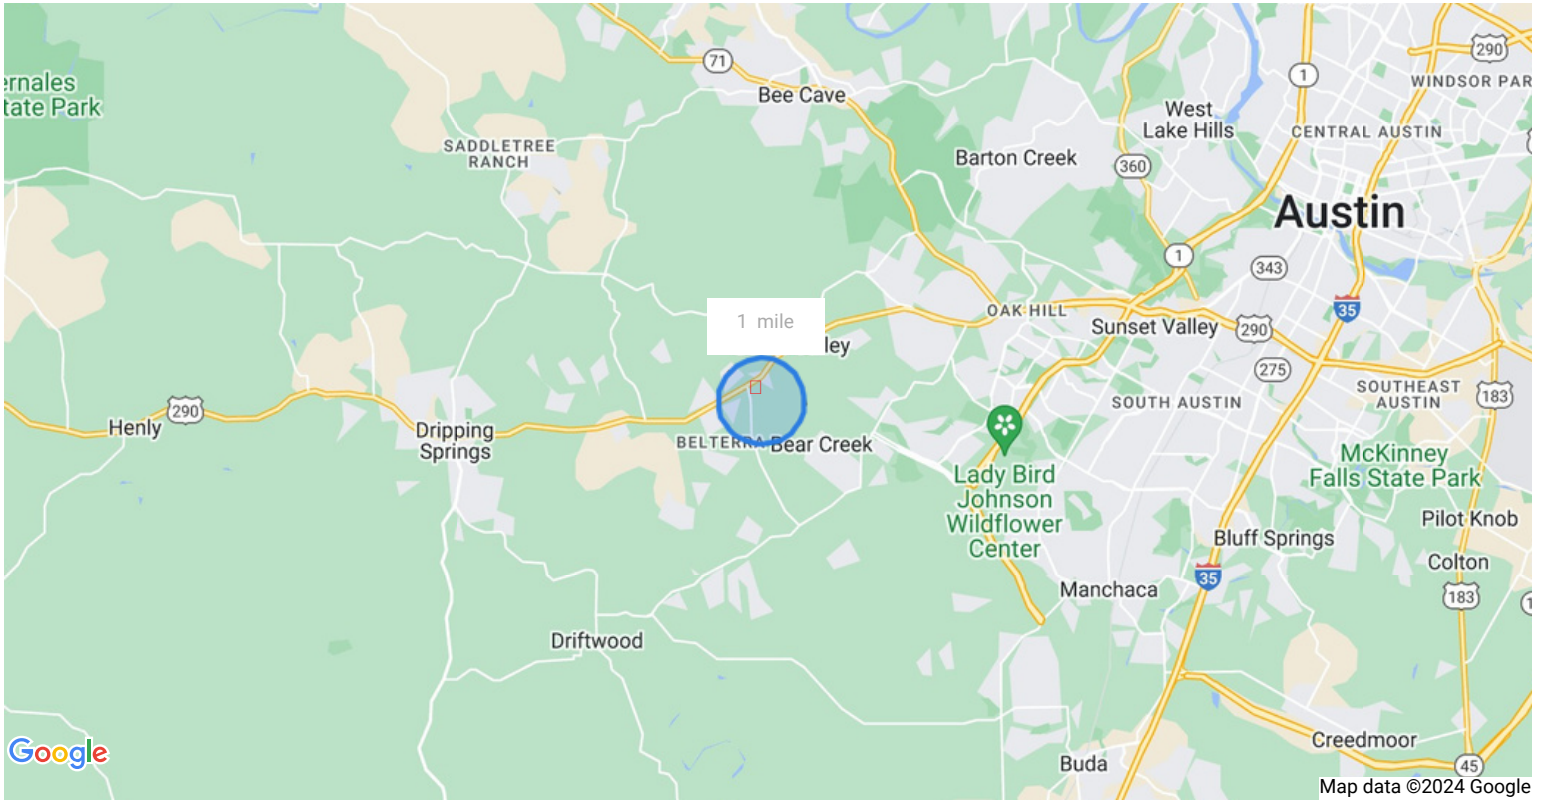 290
71
1
WINDSOR PAR
ernales
tate Park
Bee Cave
West
Lake Hills
CENTRAL AUSTIN
SADDLETREE
RANCH
Barton Creek
360
Austin
1
343
OAK HILL
35
1 mile
Sunset Valley
290
ley
275
SOUTHEAST
AUSTIN
183
290
SOUTH AUSTIN
Henly
Dripping
Springs
BELTERRA
Bear Creek
McKinney
Falls State Park
Lady Bird
Johnson
Wildflower
Center
Pilot Knob
Bluff Springs
Colton
35
Manchaca
183
1
Driftwood
Creedmoor
Google
Buda
45
Map data ©2024 Google